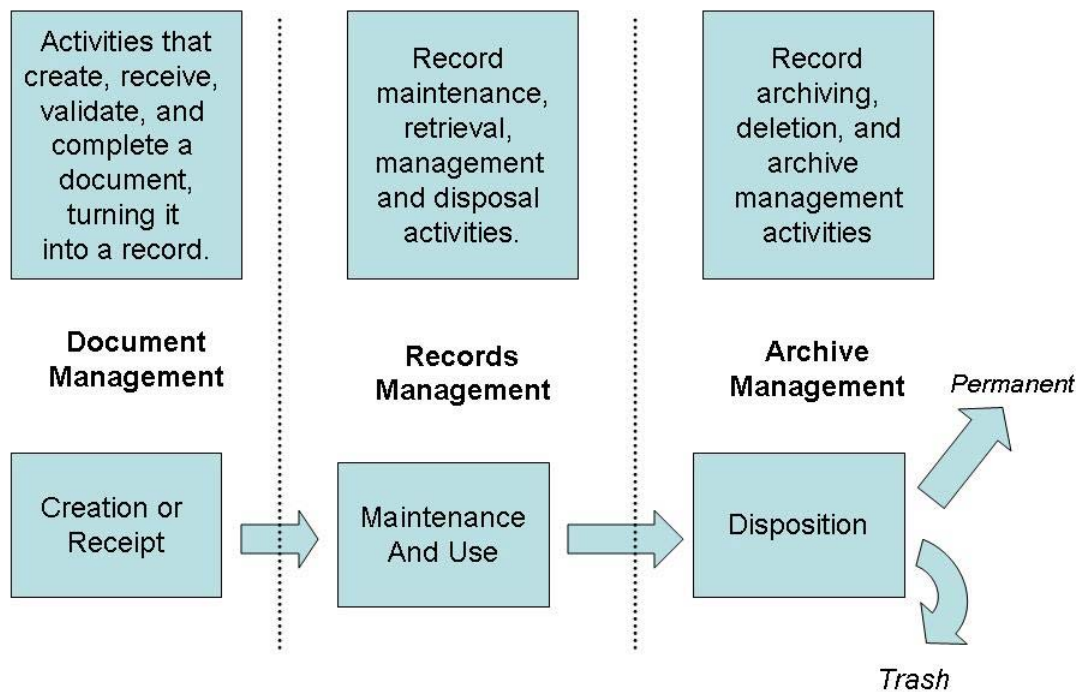 Activities that
create, receive,
validate, and
complete a
document,
turning it
into a record.
Record
maintenance,
retrieval,
management
and disposal
activities.
Record
archiving,
deletion, and
archive
management
activities
Document
Management
Records
Management
Archive
Management
Permanent
Creation or
Receipt
Maintenance
And Use
Disposition
Trash